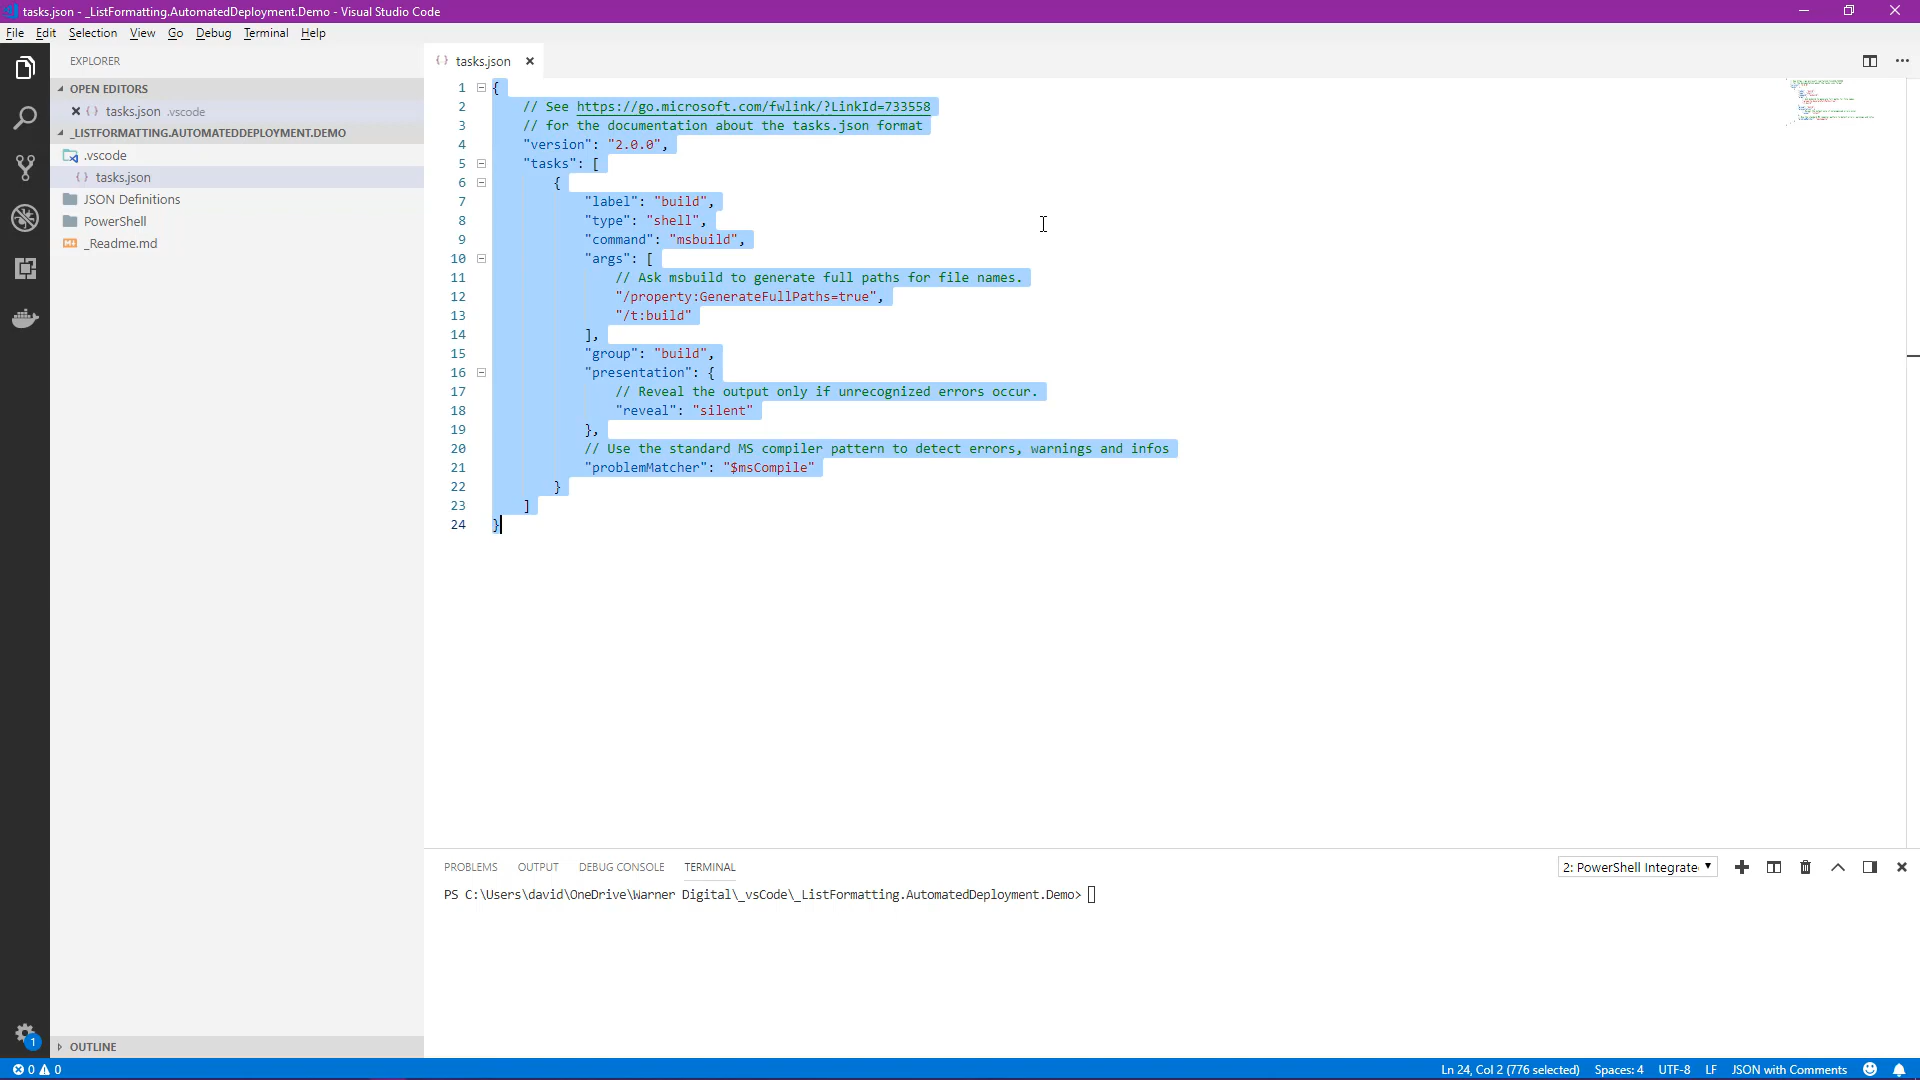 tasks.json - _ListFormatting.AutomatedDeployment.Demo - Visual Studio Code
File Edit Selection View Go Debug Terminal Help
EXPLORER
OPEN EDITORS
tasks.json .vscode
_LISTFORMATTING.AUTOMATEDDEPLOYMENT.DEMO
.vscode
tasks.json
JSON Definitions
PowerShell
_Readme.md
OUTLINE
1
tasks.json
1 {
2 // See https://go.microsoft.com/fwlink/?LinkId=733558
3 // for the documentation about the tasks.json format
4 "version": "2.0.0",
5 "tasks": [
6 {
7 "label": "build",
8 "type": "shell",
9 "command": "msbuild",
10 "args": [
11 // Ask msbuild to generate full paths for file names.
12 "/property:GenerateFullPaths=true",
13 "/t:build"
14 ],
15 "group": "build",
16 "presentation": {
17 // Reveal the output only if unrecognized errors occur.
18 "reveal": "silent"
19 },
20 // Use the standard MS compiler pattern to detect errors, warnings and infos
21 "problemMatcher": "$msCompile"
22 }
23 ]
24 }
PROBLEMS OUTPUT DEBUG CONSOLE TERMINAL
2: PowerShell Integrate
PS C:\Users\david\OneDrive\Warner Digital\_vsCode\_ListFormatting.AutomatedDeployment.Demo>
0 0
Ln 24, Col 2 (776 selected) Spaces: 4 UTF-8 LF JSON with Comments